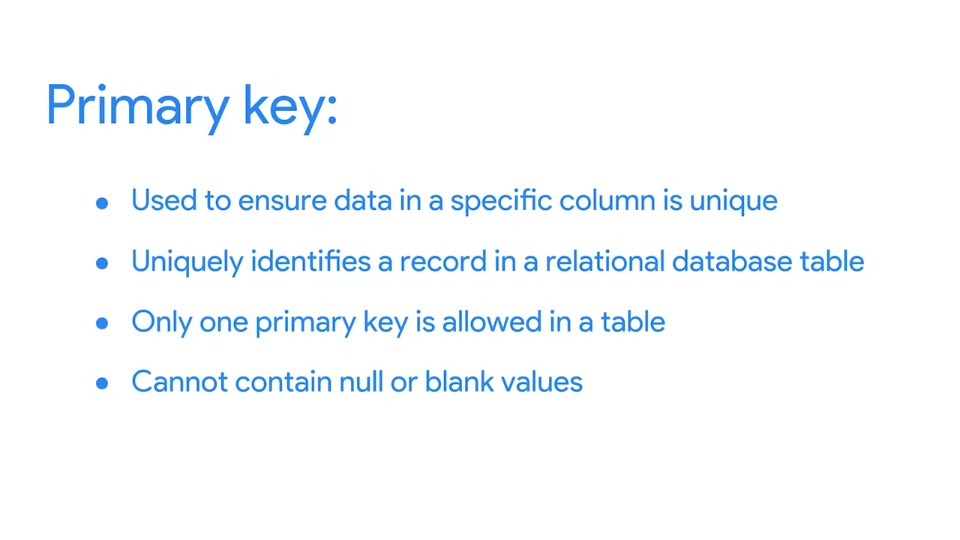 Primary key:
● Used to ensure data in a specific column is unique
● Uniquely identifies a record in a relational database table
● Only one primary key is allowed in a table
● Cannot contain null or blank values